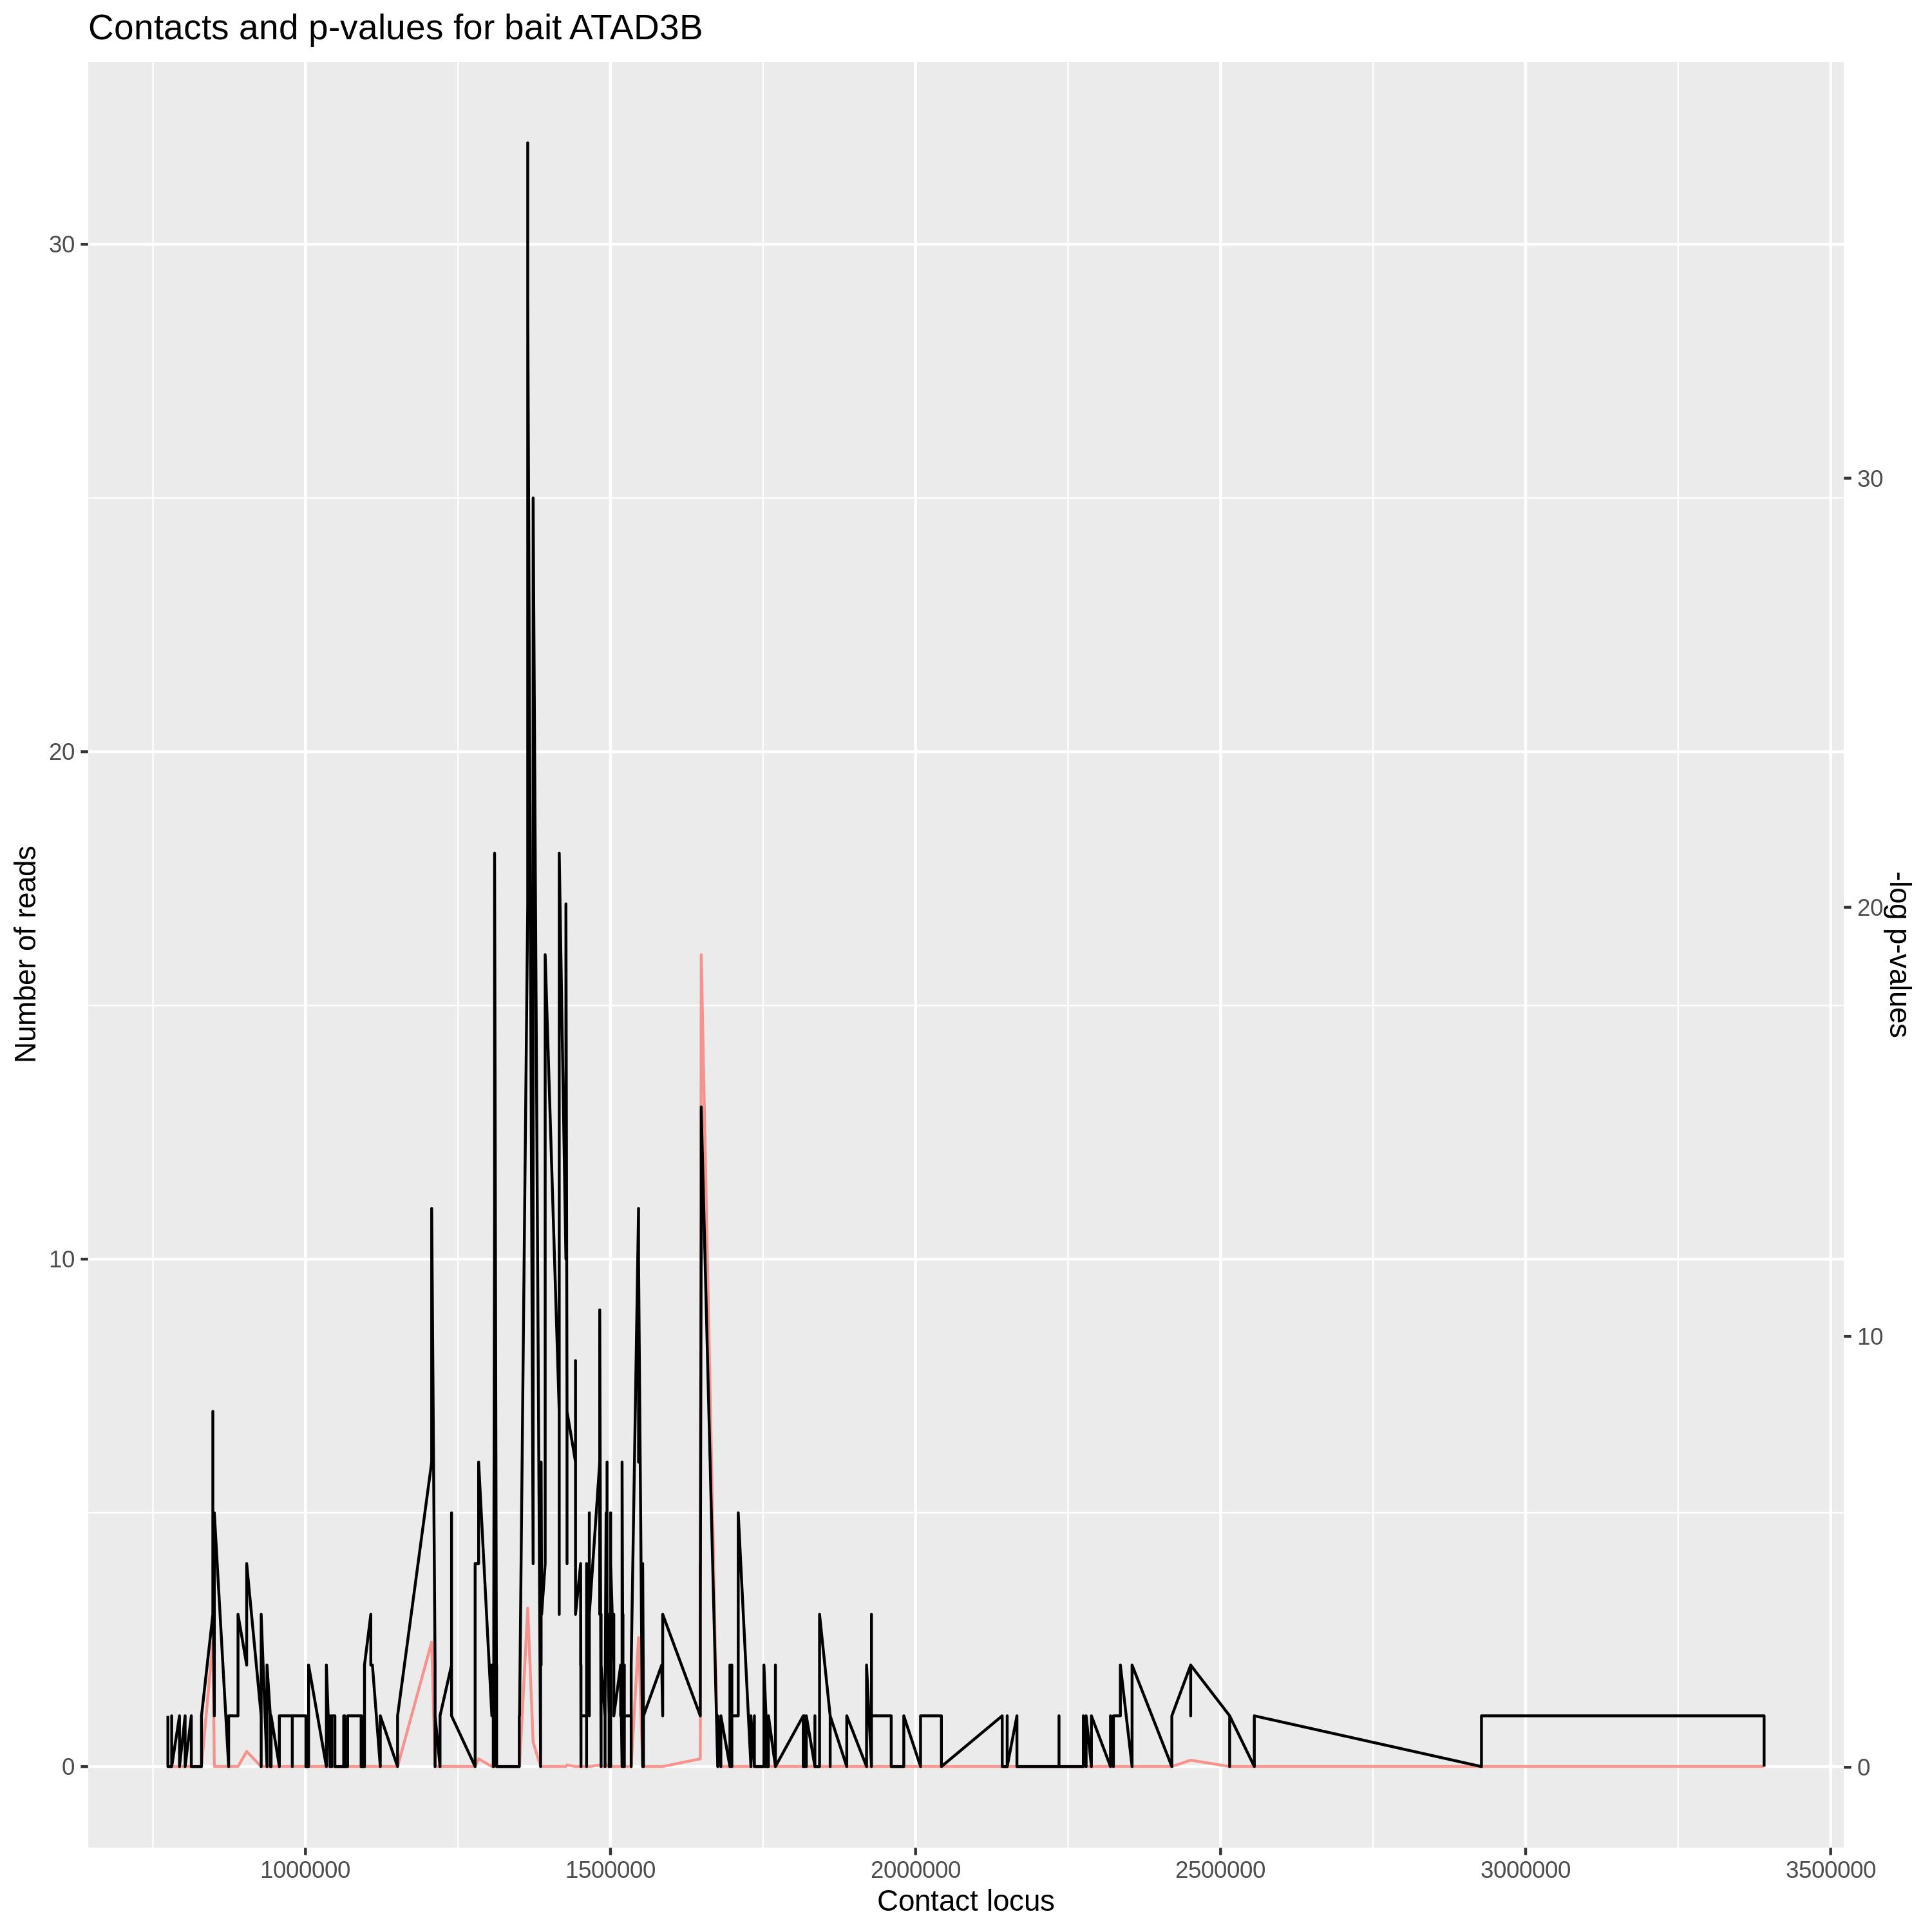 Contacts and p-values for bait ATAD3B
Number of reads
30
20
10
0
30
20
10
0
-log p-values
1000000 1500000 2000000 2500000 3000000 3500000
Contact locus